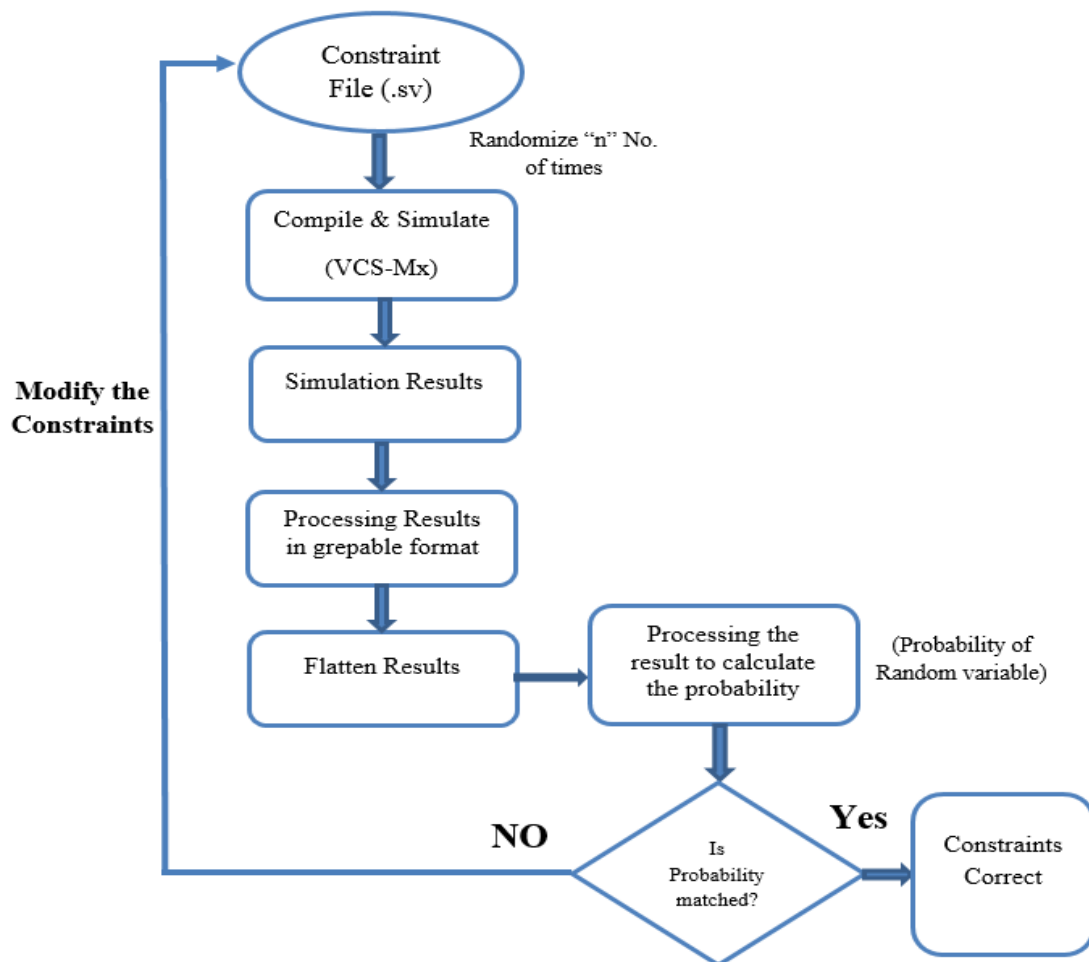 Constraint
File (.sv)
Randomize “n” No.
of times
Compile & Simulate
(VCS-Mx)
Simulation Results
Modify the
Constraints
Processing Results
in grepable format
Flatten Results
Processing the
result to calculate
the probability
(Probability of
Random variable)
NO
Yes
Is
Probability
matched?
Constraints
Correct